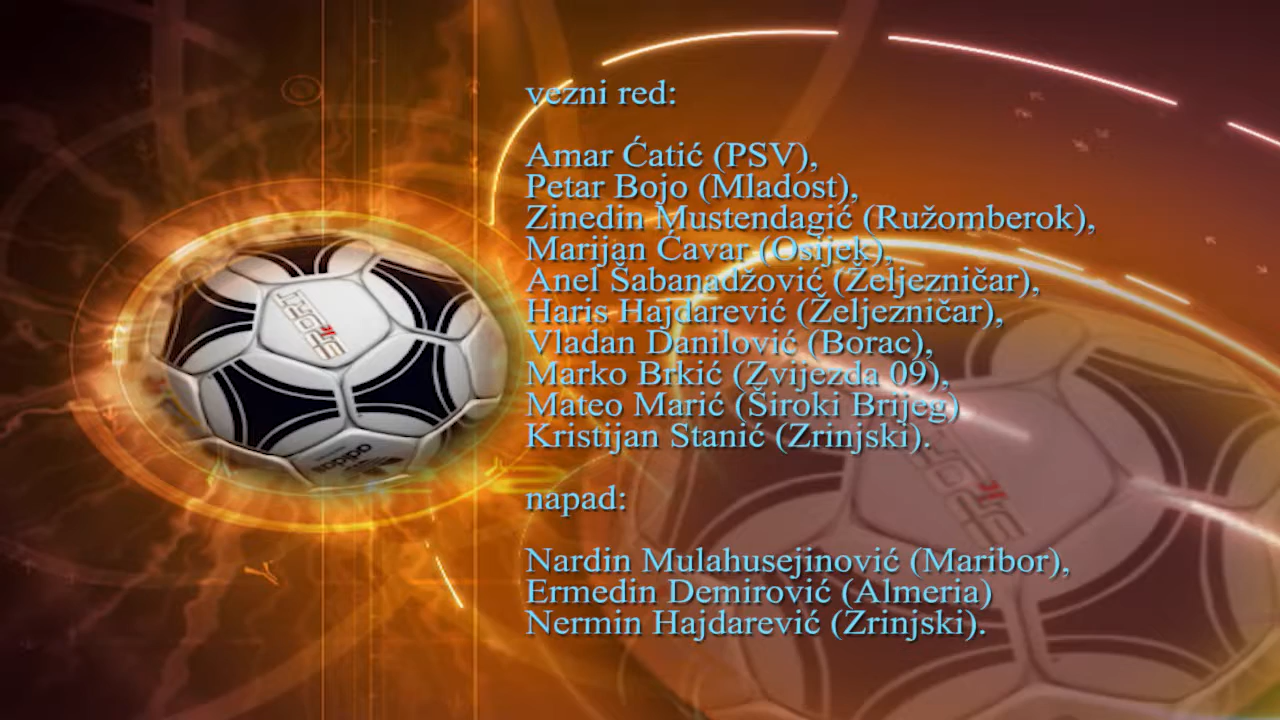 vezni red:
Amar Ćatić (PSV),
Petar Bojo (Mladost),
Zinedin Mustendagić (Ružomberok),
Marijan Ćavar (Osijek),
Anel Šabanadžović (Željezničar),
Haris Hajdarević (Željezničar),
Vladan Danilović (Borac),
Marko Brkić (Zvijezda 09),
Mateo Marić (Široki Brijeg)
Kristijan Stanić (Zrinjski).
napad:
Nardin Mulahusejinović (Maribor),
Ermedin Demirović (Almeria)
Nermin Hajdarević (Zrinjski).
adidas